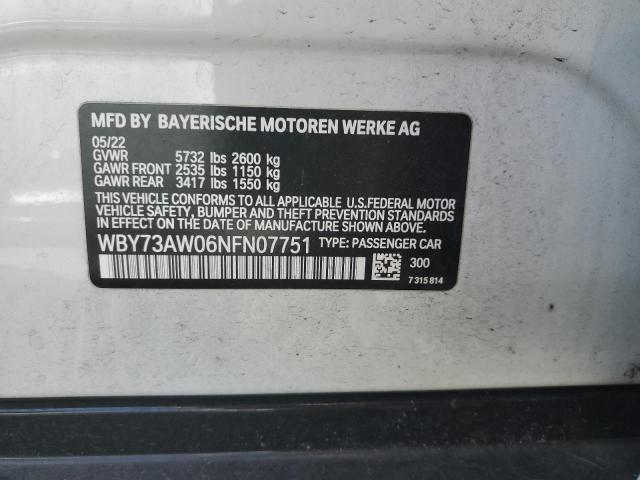 MFD BY BAYERISCHE MOTOREN WERKE AG
05/22
GVWR 5732 lbs 2600 kg
GAWR FRONT 2535 lbs 1150 kg
GAWR REAR 3417 lbs 1550 kg
THIS VEHICLE CONFORMS TO ALL APPLICABLE U.S.FEDERAL MOTOR
VEHICLE SAFETY, BUMPER, AND THEFT PREVENTION STANDARDS
IN EFFECT ON THE DATE OF MANUFACTURE SHOWN ABOVE.
WBY73AW06NFN07751 TYPE: PASSENGER CAR
300
7 315 814